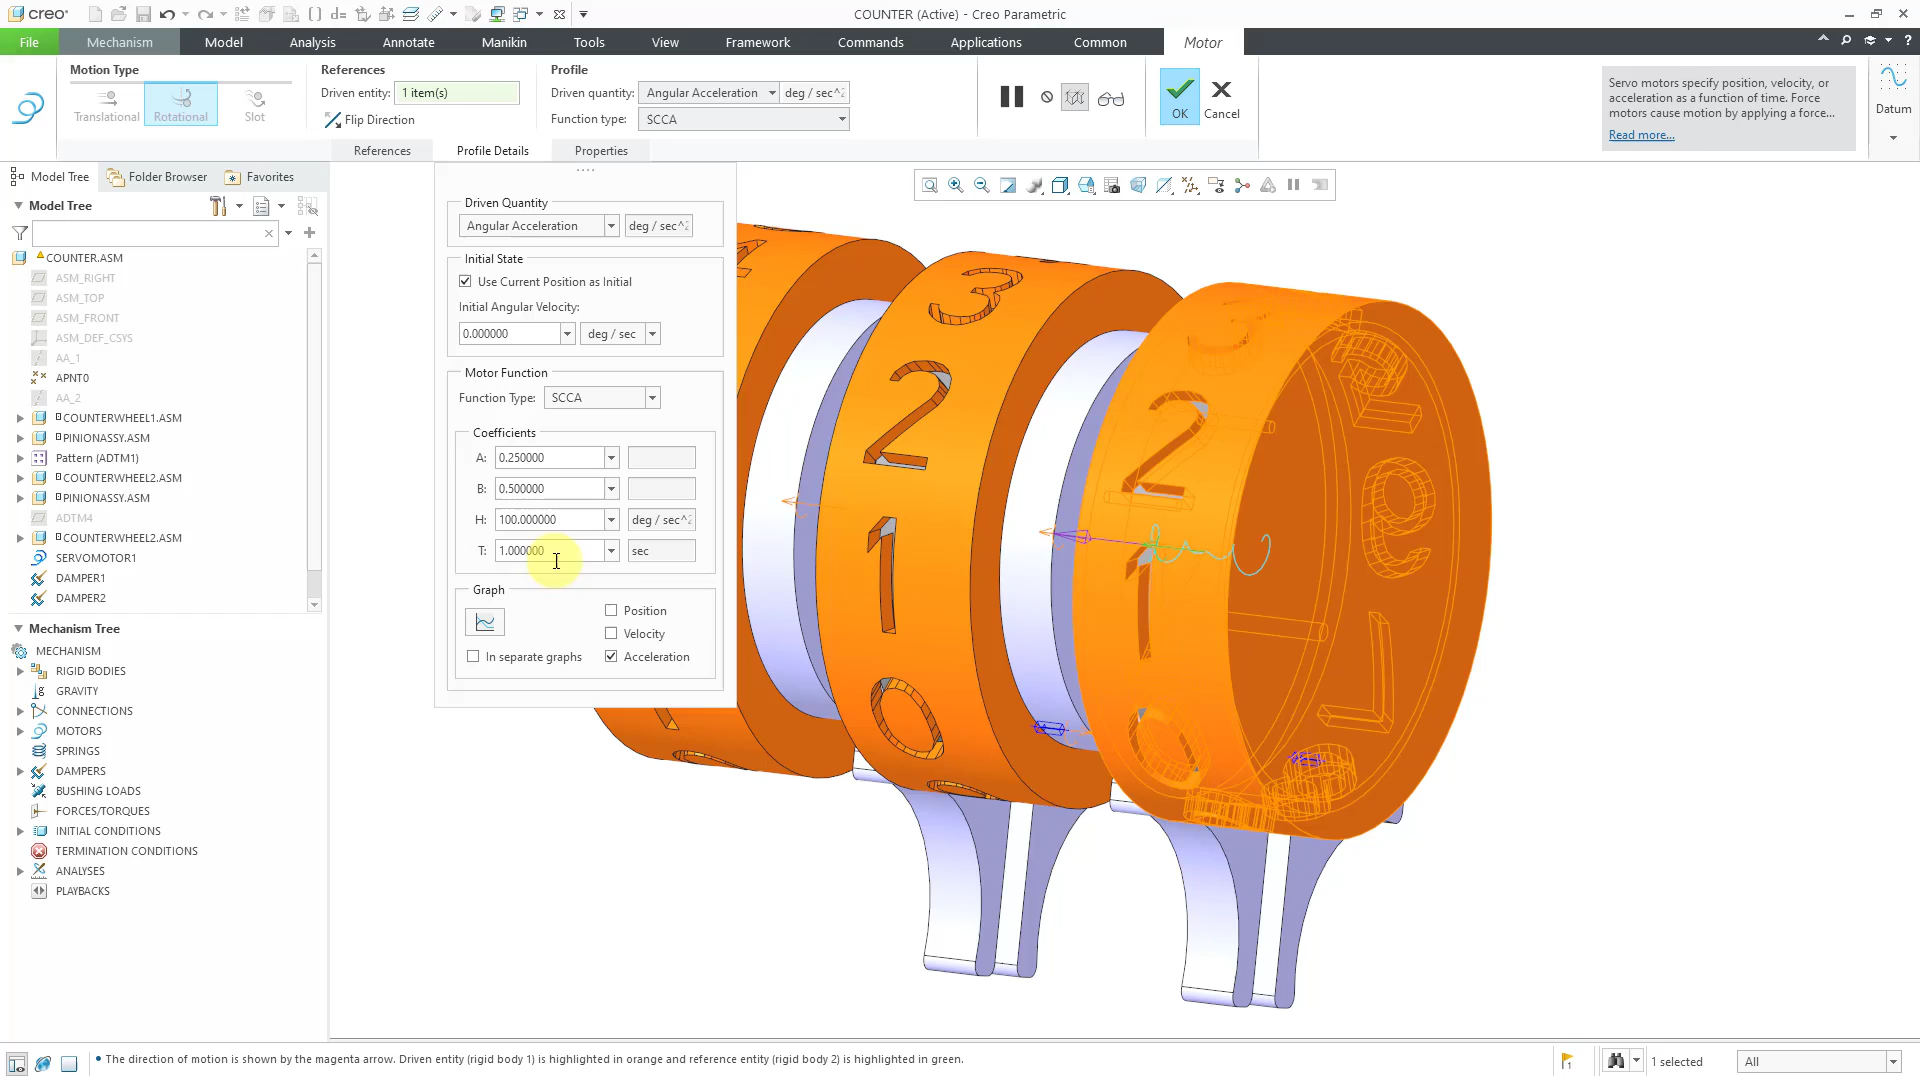 creo
COUNTER (Active) - Creo Parametric
File Mechanism Model Analysis Annotate Manikin Tools View Framework Commands Applications Common Motor
Motion Type
Translational Rotational Slot
References
Driven entity: 1 item(s)
Flip Direction
Profile
Driven quantity: Angular Acceleration deg / sec^2
Function type: SCCA
OK Cancel
Servo motors specify position, velocity, or
acceleration as a function of time. Force
motors cause motion by applying a force...
Read more...
Datum
References Profile Details Properties
Model Tree Folder Browser Favorites
Model Tree
COUNTER.ASM
ASM_RIGHT
ASM_TOP
ASM_FRONT
ASM_DEF_CSYS
AA_1
APNT0
AA_2
COUNTERWHEEL1.ASM
PINIONASSY.ASM
Pattern (ADTM1)
COUNTERWHEEL2.ASM
PINIONASSY.ASM
ADTM4
COUNTERWHEEL2.ASM
SERVOMOTOR1
DAMPER1
DAMPER2
Mechanism Tree
MECHANISM
RIGID BODIES
GRAVITY
CONNECTIONS
MOTORS
SPRINGS
DAMPERS
BUSHING LOADS
FORCES/TORQUES
INITIAL CONDITIONS
TERMINATION CONDITIONS
ANALYSES
PLAYBACKS
Driven Quantity
Angular Acceleration deg / sec^2
Initial State
Use Current Position as Initial
Initial Angular Velocity:
0.000000 deg / sec
Motor Function
Function Type: SCCA
Coefficients
A: 0.250000
B: 0.500000
H: 100.000000 deg / sec^2
T: 1.000000 sec
Graph
Position
Velocity
In separate graphs Acceleration
3
2
1
0
3
2
1
0
The direction of motion is shown by the magenta arrow. Driven entity (rigid body 1) is highlighted in orange and reference entity (rigid body 2) is highlighted in green.
1 selected
All